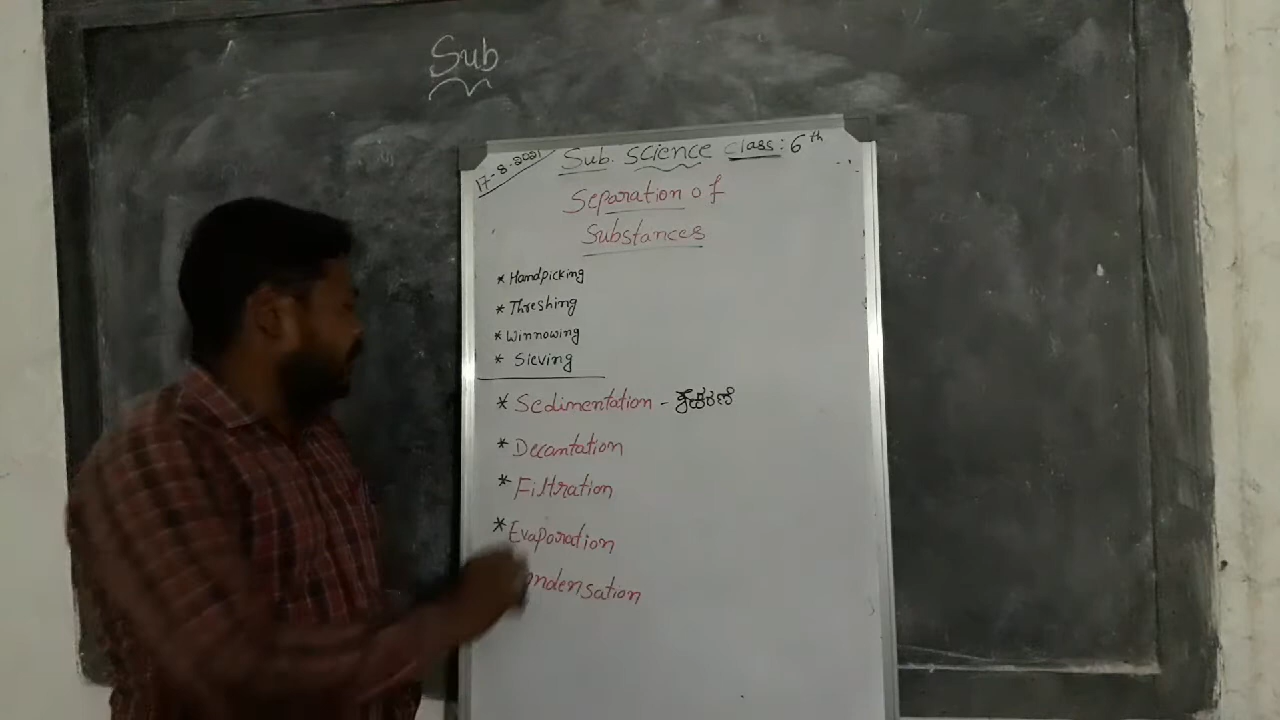 Sub
17-8-2021
Sub. Science Class: 6th
Separation of
Substances
* Handpicking
* Threshing
* Winnowing
* Sieving
* Sedimentation -
* Decantation
* Filtration
* Evaporation
ondensation